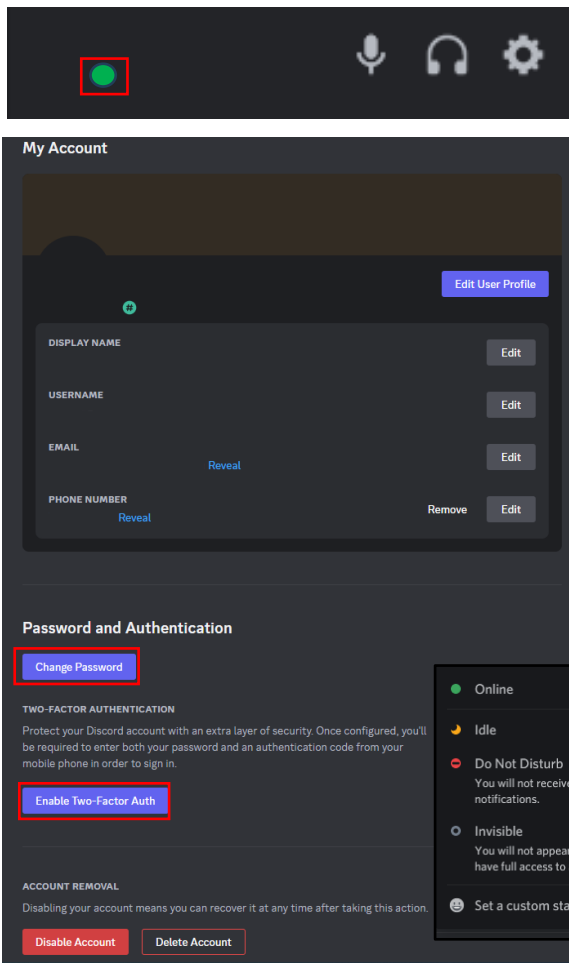 My Account
Edit User Profile
#
DISPLAY NAME
Edit
USERNAME
Edit
EMAIL
Reveal
Edit
PHONE NUMBER
Reveal
Remove
Edit
Password and Authentication
Change Password
TWO-FACTOR AUTHENTICATION
Protect your Discord account with an extra layer of security. Once configured, you'll
be required to enter both your password and an authentication code from your
mobile phone in order to sign in.
Enable Two-Factor Auth
ACCOUNT REMOVAL
Disabling your account means you can recover it at any time after taking this action.
Disable Account
Delete Account
Online
Idle
Do Not Disturb
You will not receive
notifications.
Invisible
You will not appear
have full access to
Set a custom sta